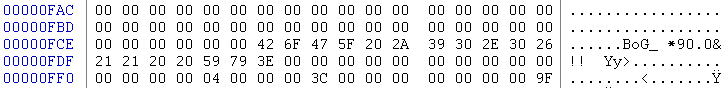 00000FAC 00 00 00 00 00 00 00 00 00 00 00 00 00 00 00 00 00 .................
00000FBD 00 00 00 00 00 00 00 00 00 00 00 00 00 00 00 00 00 .................
00000FCE 00 00 00 00 00 00 42 6F 47 5F 20 2A 39 30 2E 30 26 ......BoG_ *90.0&
00000FDF 21 21 20 20 59 79 3E 00 00 00 00 00 00 00 00 00 00 !!  Yy>..........
00000FF0 00 00 00 00 04 00 00 00 3C 00 00 00 00 00 00 00 9F ........<.......Ÿ